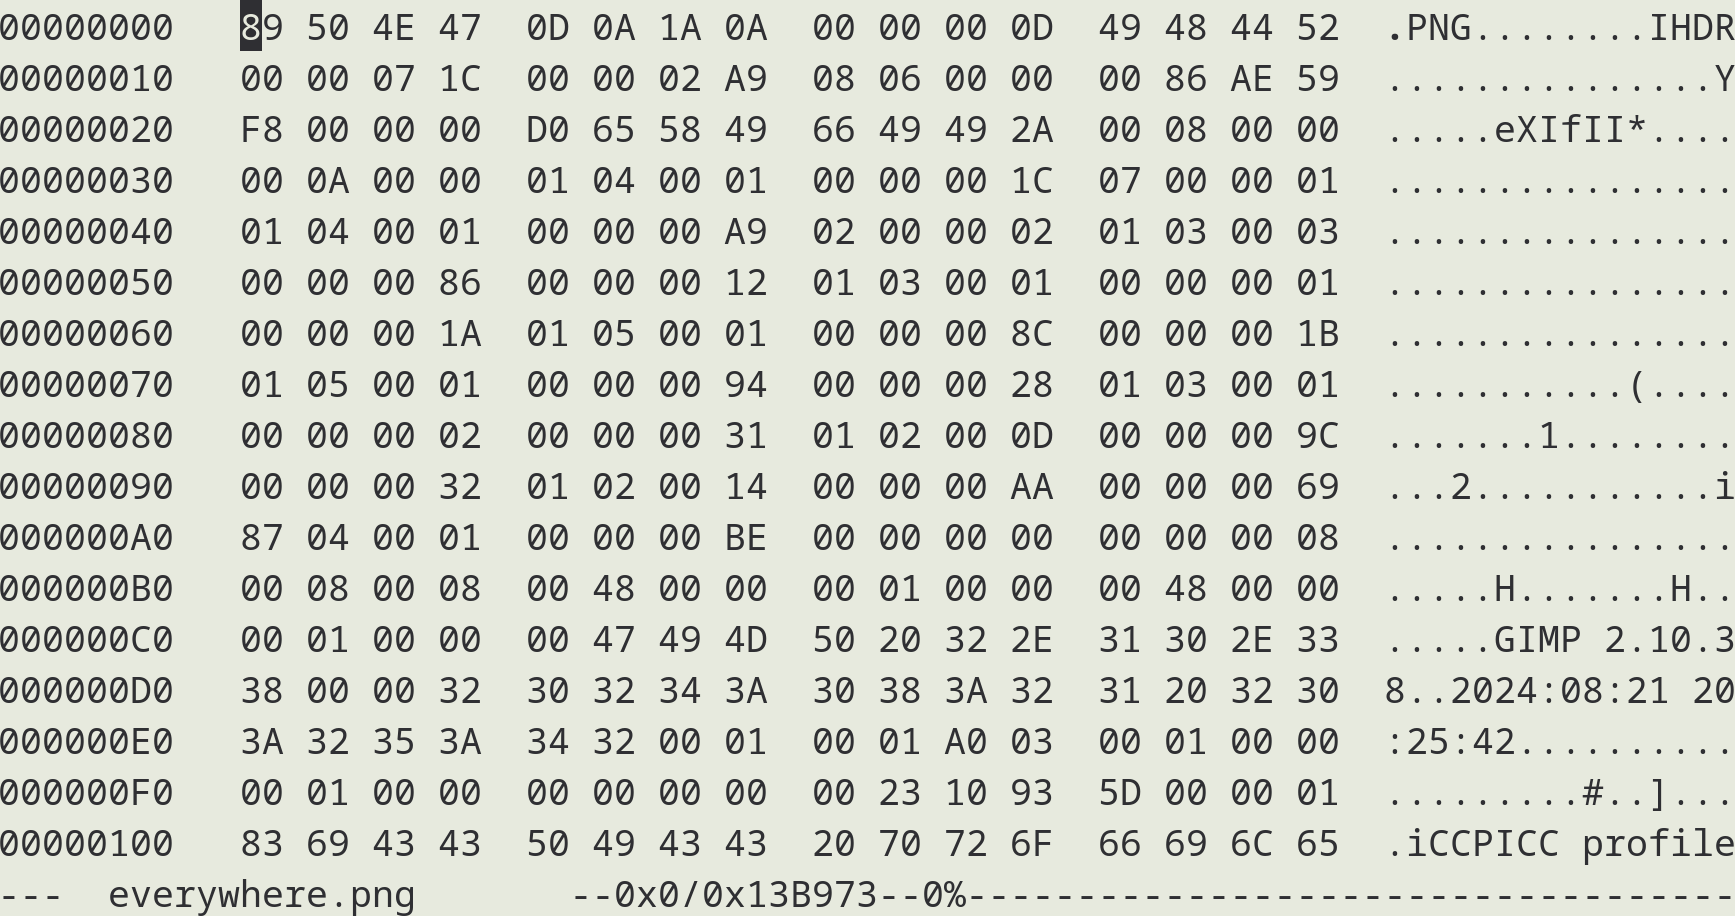 00000000   89 50 4E 47  0D 0A 1A 0A  00 00 00 0D  49 48 44 52  .PNG........IHDR
00000010   00 00 07 1C  00 00 02 A9  08 06 00 00  00 86 AE 59  ...............Y
00000020   F8 00 00 00  D0 65 58 49  66 49 49 2A  00 08 00 00  .....eXIfII*....
00000030   00 0A 00 00  01 04 00 01  00 00 00 1C  07 00 00 01  ................
00000040   01 04 00 01  00 00 00 A9  02 00 00 02  01 03 00 03  ................
00000050   00 00 00 86  00 00 00 12  01 03 00 01  00 00 00 01  ................
00000060   00 00 00 1A  01 05 00 01  00 00 00 8C  00 00 00 1B  ................
00000070   01 05 00 01  00 00 00 94  00 00 00 28  01 03 00 01  ...........(....
00000080   00 00 00 02  00 00 00 31  01 02 00 0D  00 00 00 9C  .......1........
00000090   00 00 00 32  01 02 00 14  00 00 00 AA  00 00 00 69  ...2...........i
000000A0   87 04 00 01  00 00 00 BE  00 00 00 00  00 00 00 08  ................
000000B0   00 08 00 08  00 48 00 00  00 01 00 00  00 48 00 00  .....H.......H..
000000C0   00 01 00 00  00 47 49 4D  50 20 32 2E  31 30 2E 33  .....GIMP 2.10.3
000000D0   38 00 00 32  30 32 34 3A  30 38 3A 32  31 20 32 30  8..2024:08:21 20
000000E0   3A 32 35 3A  34 32 00 01  00 01 A0 03  00 01 00 00  :25:42..........
000000F0   00 01 00 00  00 00 00 00  00 23 10 93  5D 00 00 01  .........#..]...
00000100   83 69 43 43  50 49 43 43  20 70 72 6F  66 69 6C 65  .iCCPICC profile
---  everywhere.png       --0x0/0x13B973--0%-----------------------------------